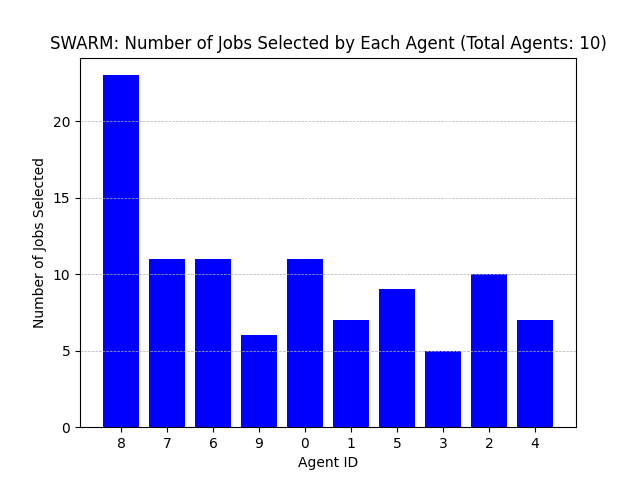 SWARM: Number of Jobs Selected by Each Agent (Total Agents: 10)
Number of Jobs Selected
20
15
10
5
0
8 7 6 9 0 1 5 3 2 4
Agent ID